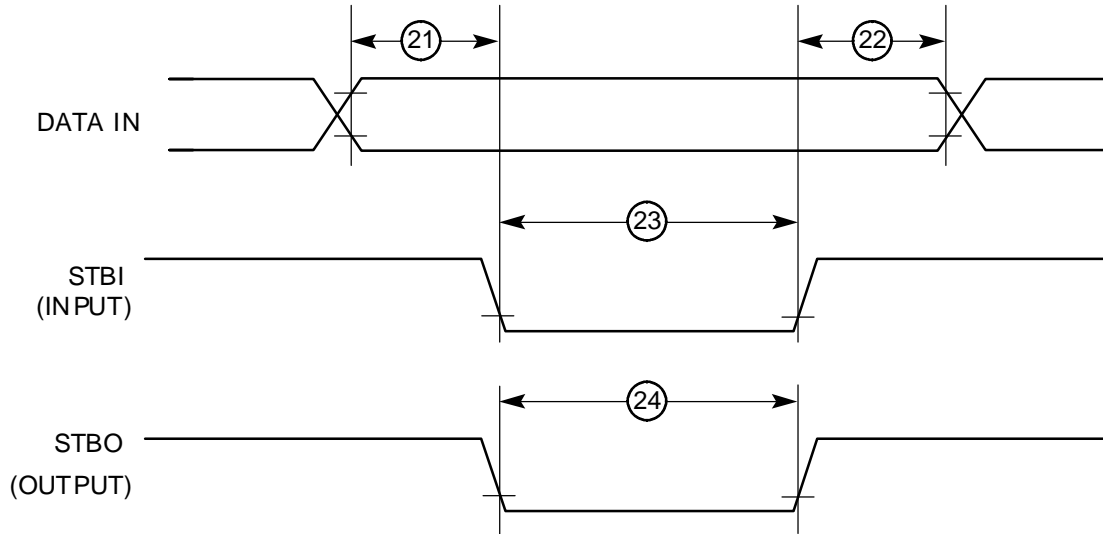 21
22
DATA IN
23
STBI
(INPUT)
24
STBO
(OUTPUT)